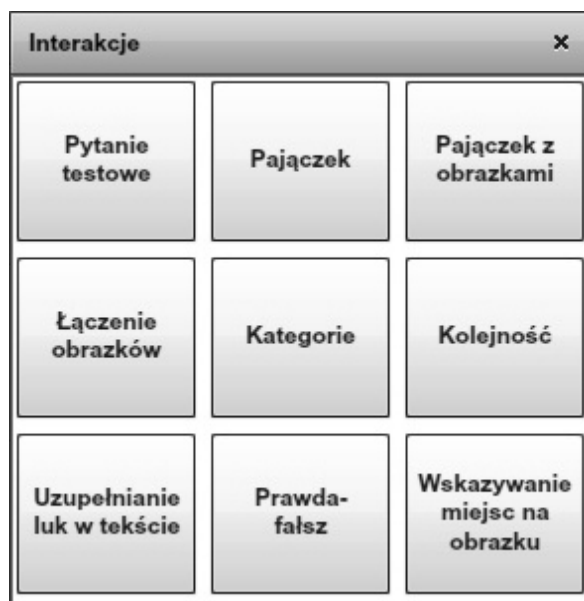 Interakcje
Pytanie
testowe
Pajączek
Pajączek z
obrazkami
Łączenie
obrazków
Kategorie
Kolejność
Uzupełnianie
luk w tekście
Prawda-
fałsz
Wskazywanie
miejsc na
obrazku